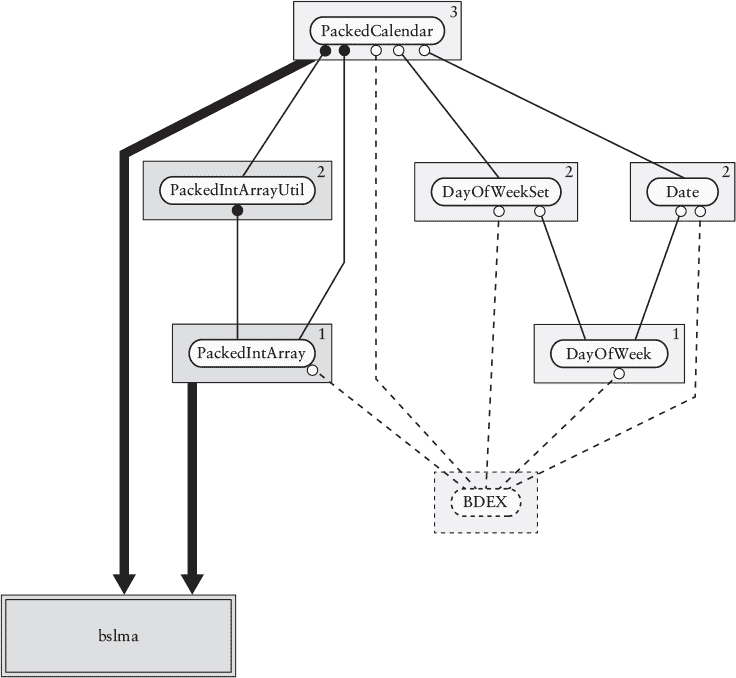 3
PackedCalendar
2
PackedIntArrayUtil
2
DayOfWeekSet
2
Date
1
PackedIntArray
1
DayOfWeek
BDEX
bslma